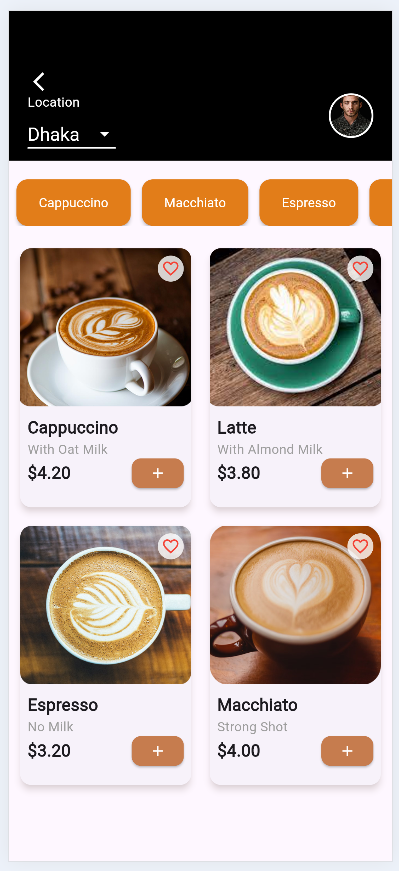 Location
Dhaka
Cappuccino
Macchiato
Espresso
Cappuccino
With Oat Milk
$4.20
+
Latte
With Almond Milk
$3.80
+
Espresso
No Milk
$3.20
+
Macchiato
Strong Shot
$4.00
+